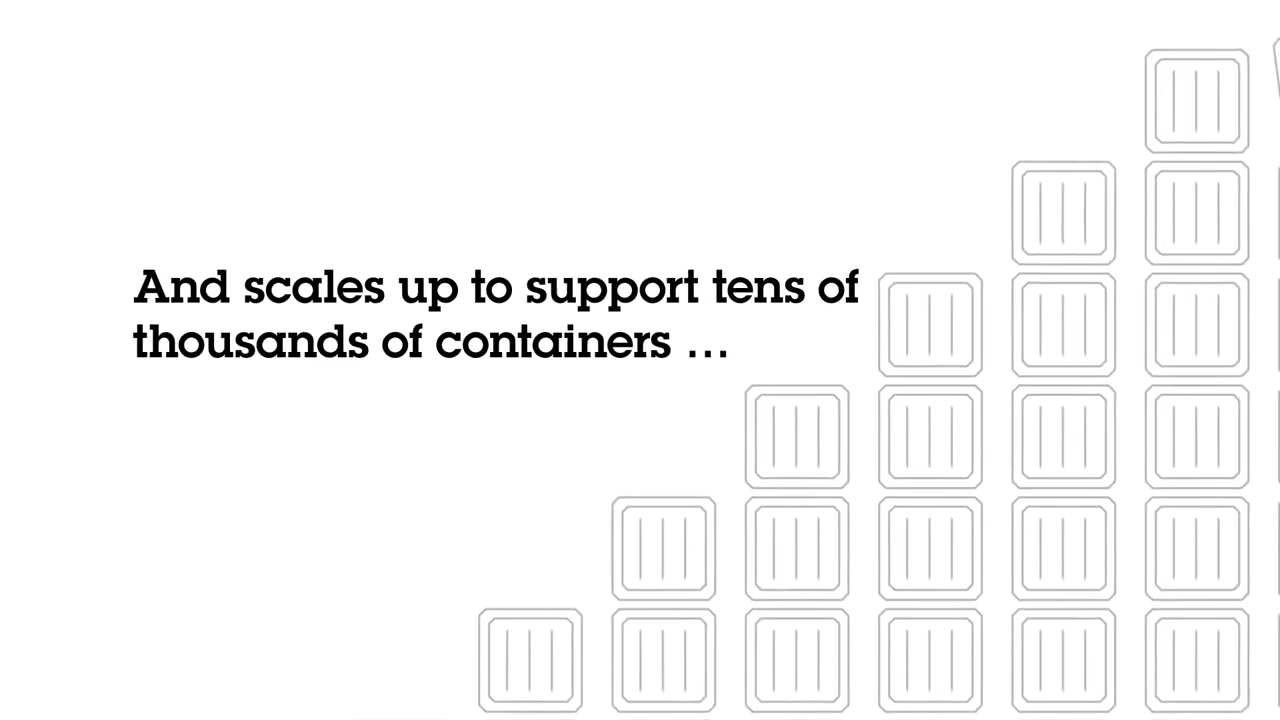 And scales up to support tens of
thousands of containers …